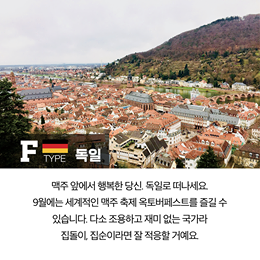 F TYPE 독일
맥주 앞에서 행복한 당신. 독일로 떠나세요.
9월에는 세계적인 맥주 축제 옥토버페스트를 즐길 수
있습니다. 다소 조용하고 재미 없는 국가라
집돌이, 집순이라면 잘 적응할 거예요.